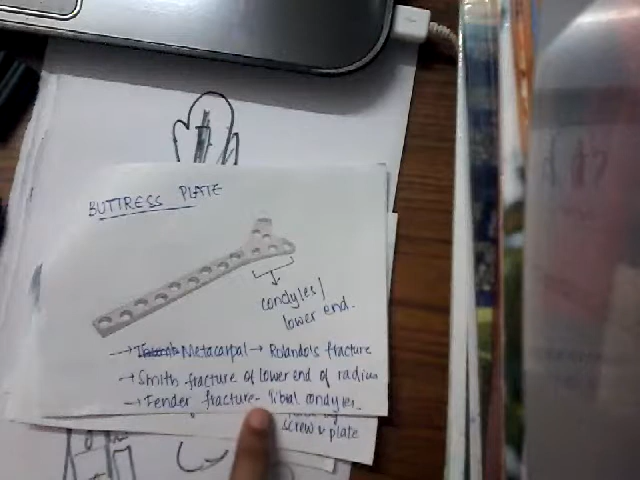 BUTTRESS PLATE
condyles/
lower end.
→ Metacarpal → Rolando's fracture
→ Smith fracture of lower end of radius
→ Fender fracture - Tibial condyles.
screw & plate